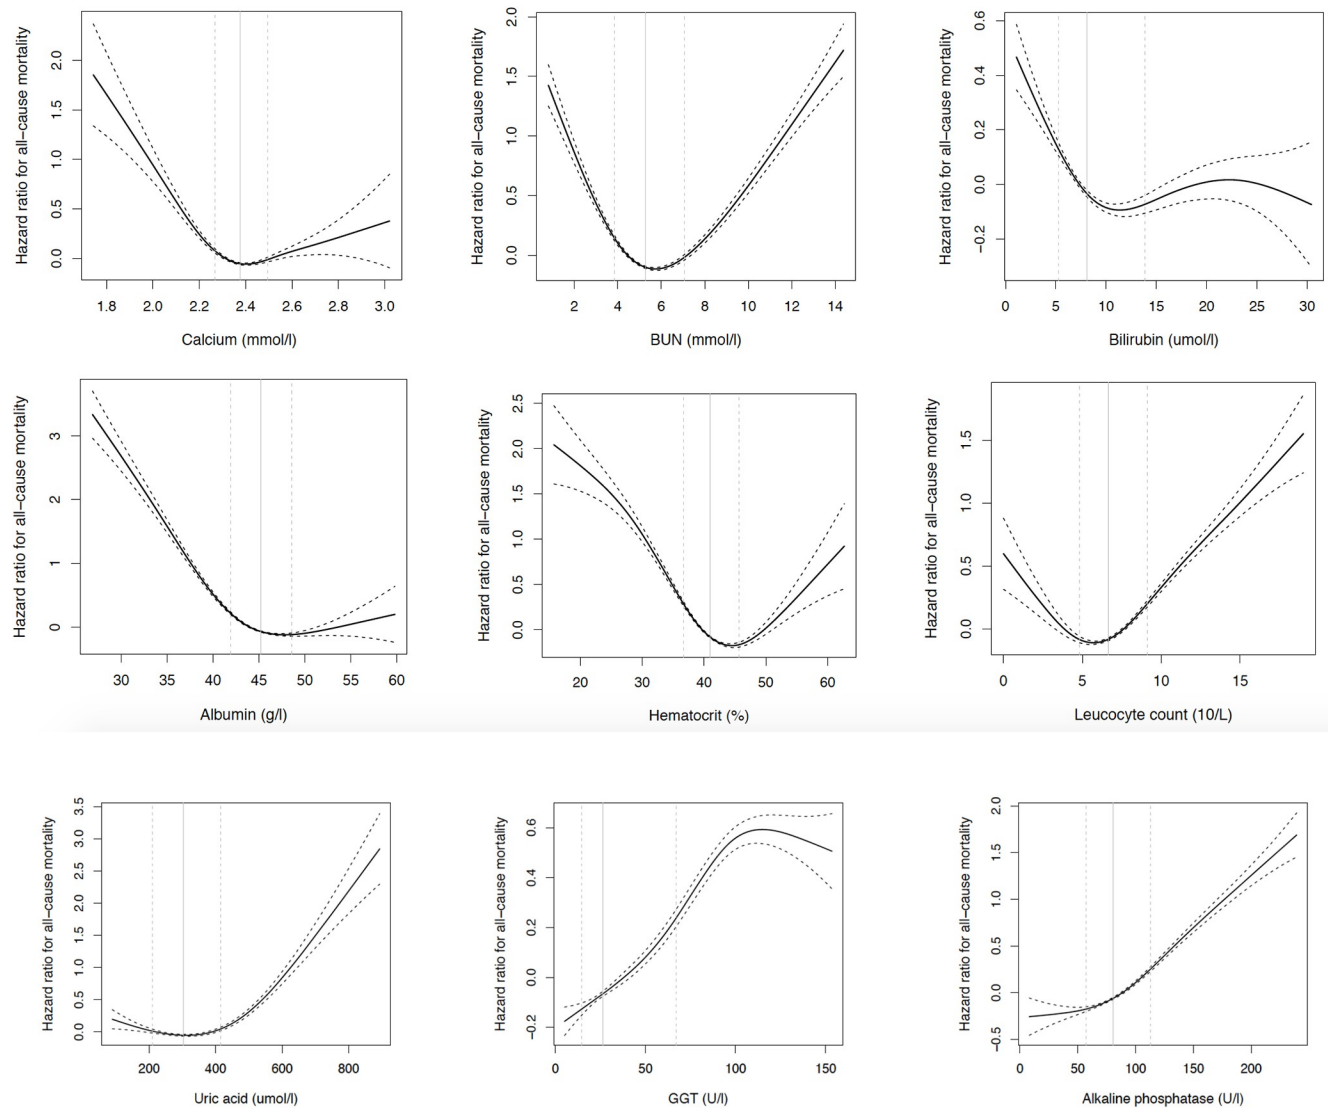 Hazard ratio for all−cause mortality
2.0
1.5
1.0
0.5
0.0
1.8 2.0 2.2 2.4 2.6 2.8 3.0
Calcium (mmol/l)
Hazard ratio for all−cause mortality
2.0
1.5
1.0
0.5
0.0
2 4 6 8 10 12 14
BUN (mmol/l)
Hazard ratio for all−cause mortality
0.6
0.4
0.2
0.0
−0.2
0 5 10 15 20 25 30
Bilirubin (umol/l)
Hazard ratio for all−cause mortality
3
2
1
0
30 35 40 45 50 55 60
Albumin (g/l)
Hazard ratio for all−cause mortality
2.5
2.0
1.5
1.0
0.5
0.0
20 30 40 50 60
Hematocrit (%)
Hazard ratio for all−cause mortality
1.5
0.5
0.0
0 5 10 15
Leucocyte count (10/L)
Hazard ratio for all−cause mortality
3.5
3.0
2.5
2.0
1.5
1.0
0.5
0.0
200 400 600 800
Uric acid (umol/l)
Hazard ratio for all−cause mortality
0.6
0.4
0.2
0.0
−0.2
0 50 100 150
GGT (U/l)
Hazard ratio for all−cause mortality
2.0
1.5
1.0
0.5
0.0
−0.5
0 50 100 150 200
Alkaline phosphatase (U/l)